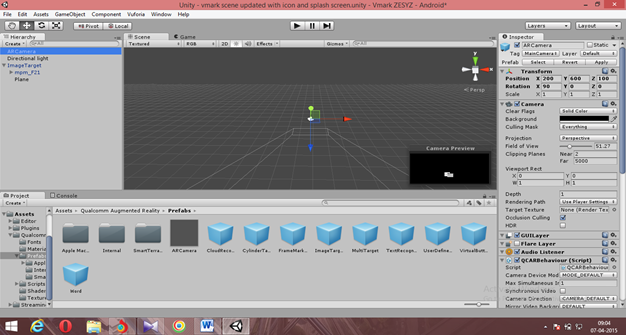 Unity - vmark scene updated with icon and splash screen.unity - Vmark ZESYZ - Android*
File Edit Assets GameObject Component Vuforia Window Help
Pivot Local
Layers Layout
Hierarchy
Create All
ARCamera
Directional light
ImageTarget
mpm_F21
Plane
Scene Game
Textured RGB 2D Effects Gizmos All
y
Persp
Camera Preview
Inspector
ARCamera Static
Tag MainCamera Layer Default
Prefab Select Revert Apply
Transform
Position X 200 Y 600 Z 100
Rotation X 90 Y 0 Z 0
Scale X 1 Y 1 Z 1
Camera
Clear Flags Solid Color
Background
Culling Mask Everything
Projection Perspective
Field of View 51.27
Clipping Planes Near 2
Far 5000
Viewport Rect
X 0 Y 0
W 1 H 1
Depth 1
Rendering Path Use Player Settings
Target Texture None (Render Tex
Occlusion Culling
HDR
GUILayer
Flare Layer
Audio Listener
QCARBehaviour (Script)
Script QCARBehaviour
Camera Device Mod MODE_DEFAULT
Max Simultaneous I 1
Synchronous Video
Camera Direction CAMERA_DEFAULT
Mirror Video Backgr DEFAULT
Project Console
Create
Assets
Editor
Plugins
Qualcomm
Fonts
Materia
Prefabs
Appl
Inter
Smar
Scripts
Shader
Texture
Streamin
Assets Qualcomm Augmented Reality Prefabs
Apple Mac... Internal SmarTerra... ARCamera CloudReco... CylinderTa... FrameMark... ImageTarg... MultiTarget TextRecogn... UserDefine... VirtualButt...
Word
09:04
07-04-2015